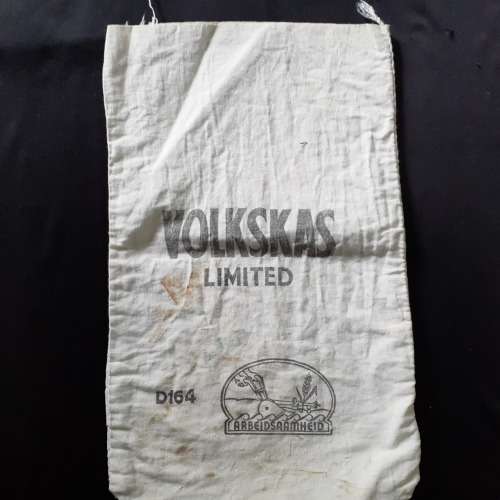 VOLKSKAS
LIMITED
D164
ARBEIDSAAMHEID